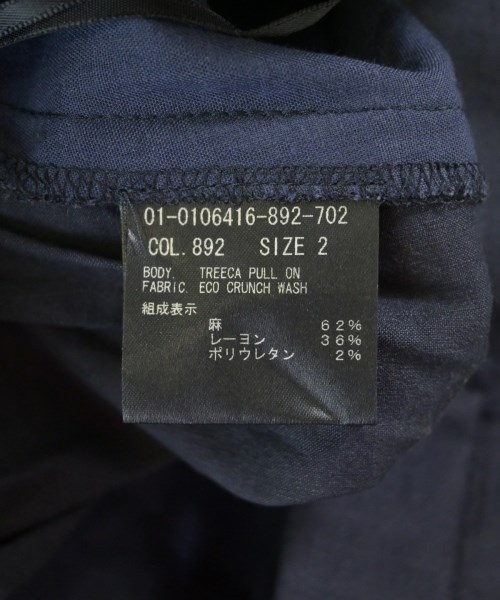 01-0106416-892-702
COL.892 SIZE 2
BODY. TREECA PULL ON
FABRIC. ECO CRUNCH WASH
組成表示
麻 62%
レーヨン 36%
ポリウレタン 2%